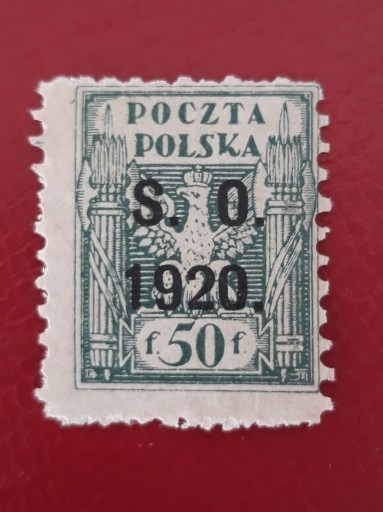 POCZTA
POLSKA
S. O.
1920.
f 50 f